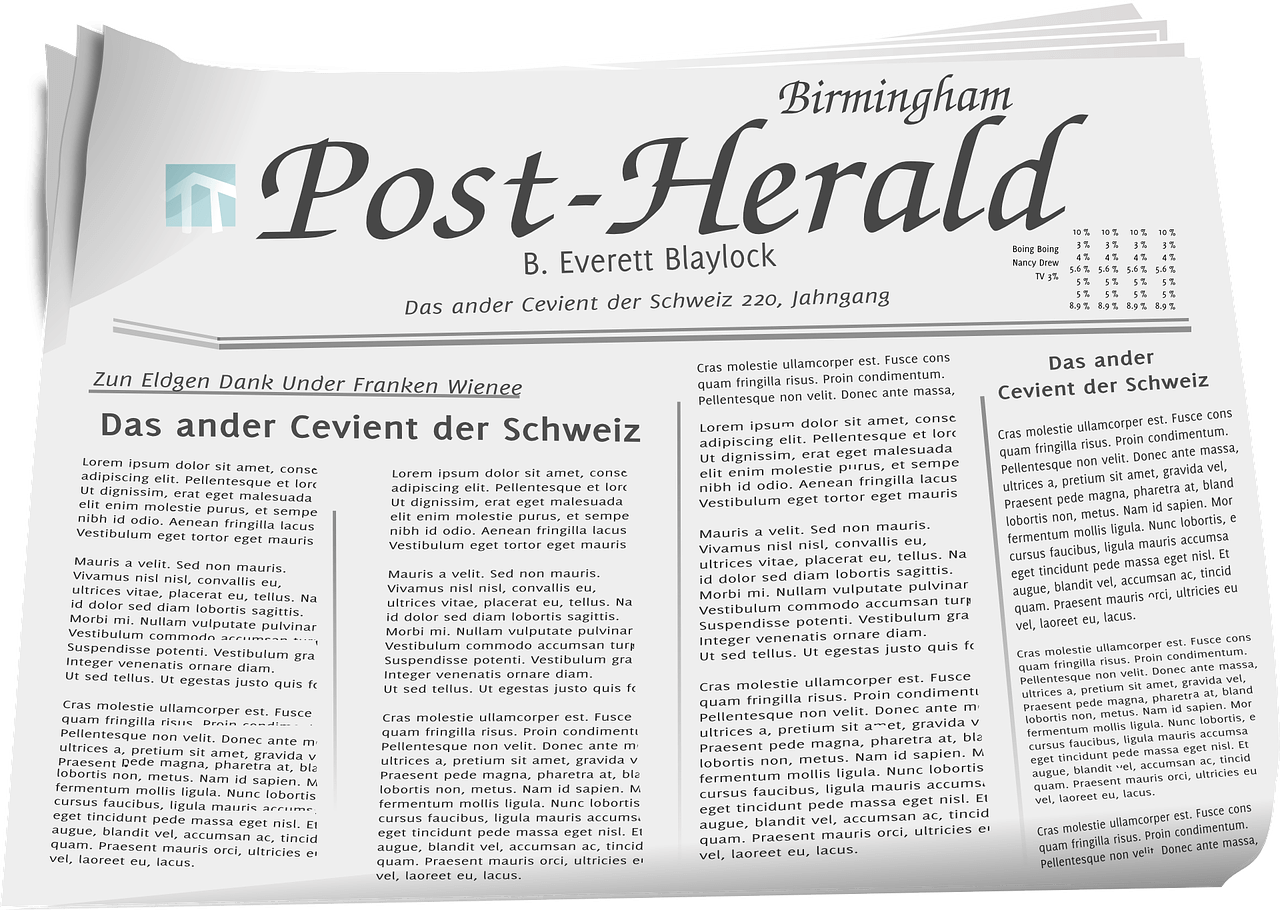 Birmingham
Post-Herald
B. Everett Blaylock
Das ander Cevient der Schweiz 220, Jahngang
Boing Boing
Nancy Drew
TV 3%
10 % 10 % 10 % 10 %
3 % 3 % 3 % 3 %
4 % 4 % 4 % 4 %
5.6 % 5.6 % 5.6 % 5.6 %
5 % 5 % 5 % 5 %
5 % 5 % 5 % 5 %
8.9 % 8.9 % 8.9 % 8.9 %
Zun Eldgen Dank Under Franken Wienee
Das ander Cevient der Schweiz
Lorem ipsum dolor sit amet, conse
adipiscing elit. Pellentesque et lorc
Ut dignissim, erat eget malesuada
elit enim molestie purus, et sempe
nibh id odio. Aenean fringilla lacus
Vestibulum eget tortor eget mauris
Mauris a velit. Sed non mauris.
Vivamus nisl nisl, convallis eu,
ultrices vitae, placerat eu, tellus. Na
id dolor sed diam lobortis sagittis.
Morbi mi. Nullam vulputate pulvinar
Vestibulum commodo accumsan
Suspendisse potenti. Vestibulum gra
Integer venenatis ornare diam.
Ut sed tellus. Ut egestas justo quis fo
Cras molestie ullamcorper est. Fusce
quam fringilla risus. Proin
Pellentesque non velit. Donec ante m
ultrices a, pretium sit amet, gravida v
Praesent pede magna, pharetra at, bla
lobortis non, metus. Nam id sapien. M
fermentum mollis ligula. Nunc lobortis
cursus faucibus, ligula mauris accums
eget tincidunt pede massa eget nisl. Et
augue, blandit vel, accumsan ac, tincid
quam. Praesent mauris orci, ultricies e
vel, laoreet eu, lacus.
Lorem ipsum dolor sit amet, conse
adipiscing elit. Pellentesque et lorc
Ut dignissim, erat eget malesuada
elit enim molestie purus, et sempe
nibh id odio. Aenean fringilla lacus
Vestibulum eget tortor eget mauris
Mauris a velit. Sed non mauris.
Vivamus nisl nisl, convallis eu,
ultrices vitae, placerat eu, tellus. Na
id dolor sed diam lobortis sagittis.
Morbi mi. Nullam vulputate pulvinar
Vestibulum commodo accumsan turp
Suspendisse potenti. Vestibulum gra
Integer venenatis ornare diam.
Ut sed tellus. Ut egestas justo quis fo
Cras molestie ullamcorper est. Fusce
quam fringilla risus. Proin condiment
Pellentesque non velit. Donec ante m
ultrices a, pretium sit amet, gravida v
Praesent pede magna, pharetra at, bla
lobortis non, metus. Nam id sapien. M
fermentum mollis ligula. Nunc lobortis
cursus faucibus, ligula mauris accums
eget tincidunt pede massa eget nisl. Et
augue, blandit vel, accumsan ac, tincid
quam. Praesent mauris orci, ultricies e
vel, laoreet eu, lacus.
Cras molestie ullamcorper est. Fusce cons
quam fringilla risus. Proin condimentum.
Pellentesque non velit. Donec ante massa,
Lorem ipsum dolor sit amet, conse
adipiscing elit. Pellentesque et lorc
Ut dignissim, erat eget malesuada
elit enim molestie purus, et sempe
nibh id odio. Aenean fringilla lacus
Vestibulum eget tortor eget mauris
Mauris a velit. Sed non mauris.
Vivamus nisl nisl, convallis eu,
ultrices vitae, placerat eu, tellus. Na
id dolor sed diam lobortis sagittis.
Morbi mi. Nullam vulputate pulvinar
Vestibulum commodo accumsan turp
Suspendisse potenti. Vestibulum gra
Integer venenatis ornare diam.
Ut sed tellus. Ut egestas justo quis fo
Cras molestie ullamcorper est. Fusce
quam fringilla risus. Proin condimentu
Pellentesque non velit. Donec ante m
ultrices a, pretium sit amet, gravida v
Praesent pede magna, pharetra at, bla
lobortis non, metus. Nam id sapien. M
fermentum mollis ligula. Nunc lobortis
cursus faucibus, ligula mauris accums
eget tincidunt pede massa eget nisl. Et
augue, blandit vel, accumsan ac, tincid
quam. Praesent mauris orci, ultricies e
vel, laoreet eu, lacus.
Das ander
Cevient der Schweiz
Cras molestie ullamcorper est. Fusce cons
quam fringilla risus. Proin condimentum.
Pellentesque non velit. Donec ante massa,
ultrices a, pretium sit amet, gravida vel,
Praesent pede magna, pharetra at, bland
lobortis non, metus. Nam id sapien. Mor
fermentum mollis ligula. Nunc lobortis, e
cursus faucibus, ligula mauris accumsa
eget tincidunt pede massa eget nisl. Et
augue, blandit vel, accumsan ac, tincid
quam. Praesent mauris orci, ultricies eu
vel, laoreet eu, lacus.
Cras molestie ullamcorper est. Fusce cons
quam fringilla risus. Proin condimentum.
Pellentesque non velit. Donec ante massa,
ultrices a, pretium sit amet, gravida vel,
Praesent pede magna, pharetra at, bland
lobortis non, metus. Nam id sapien. Mor
fermentum mollis ligula. Nunc lobortis, e
cursus faucibus, ligula mauris accumsa
eget tincidunt pede massa eget nisl. Et
augue, blandit vel, accumsan ac, tincid
quam. Praesent mauris orci, ultricies eu
vel, laoreet eu, lacus.
Cras molestie ullamcorper est. Fusce cons
quam fringilla risus. Proin condimentum.
Pellentesque non velit. Donec ante massa,